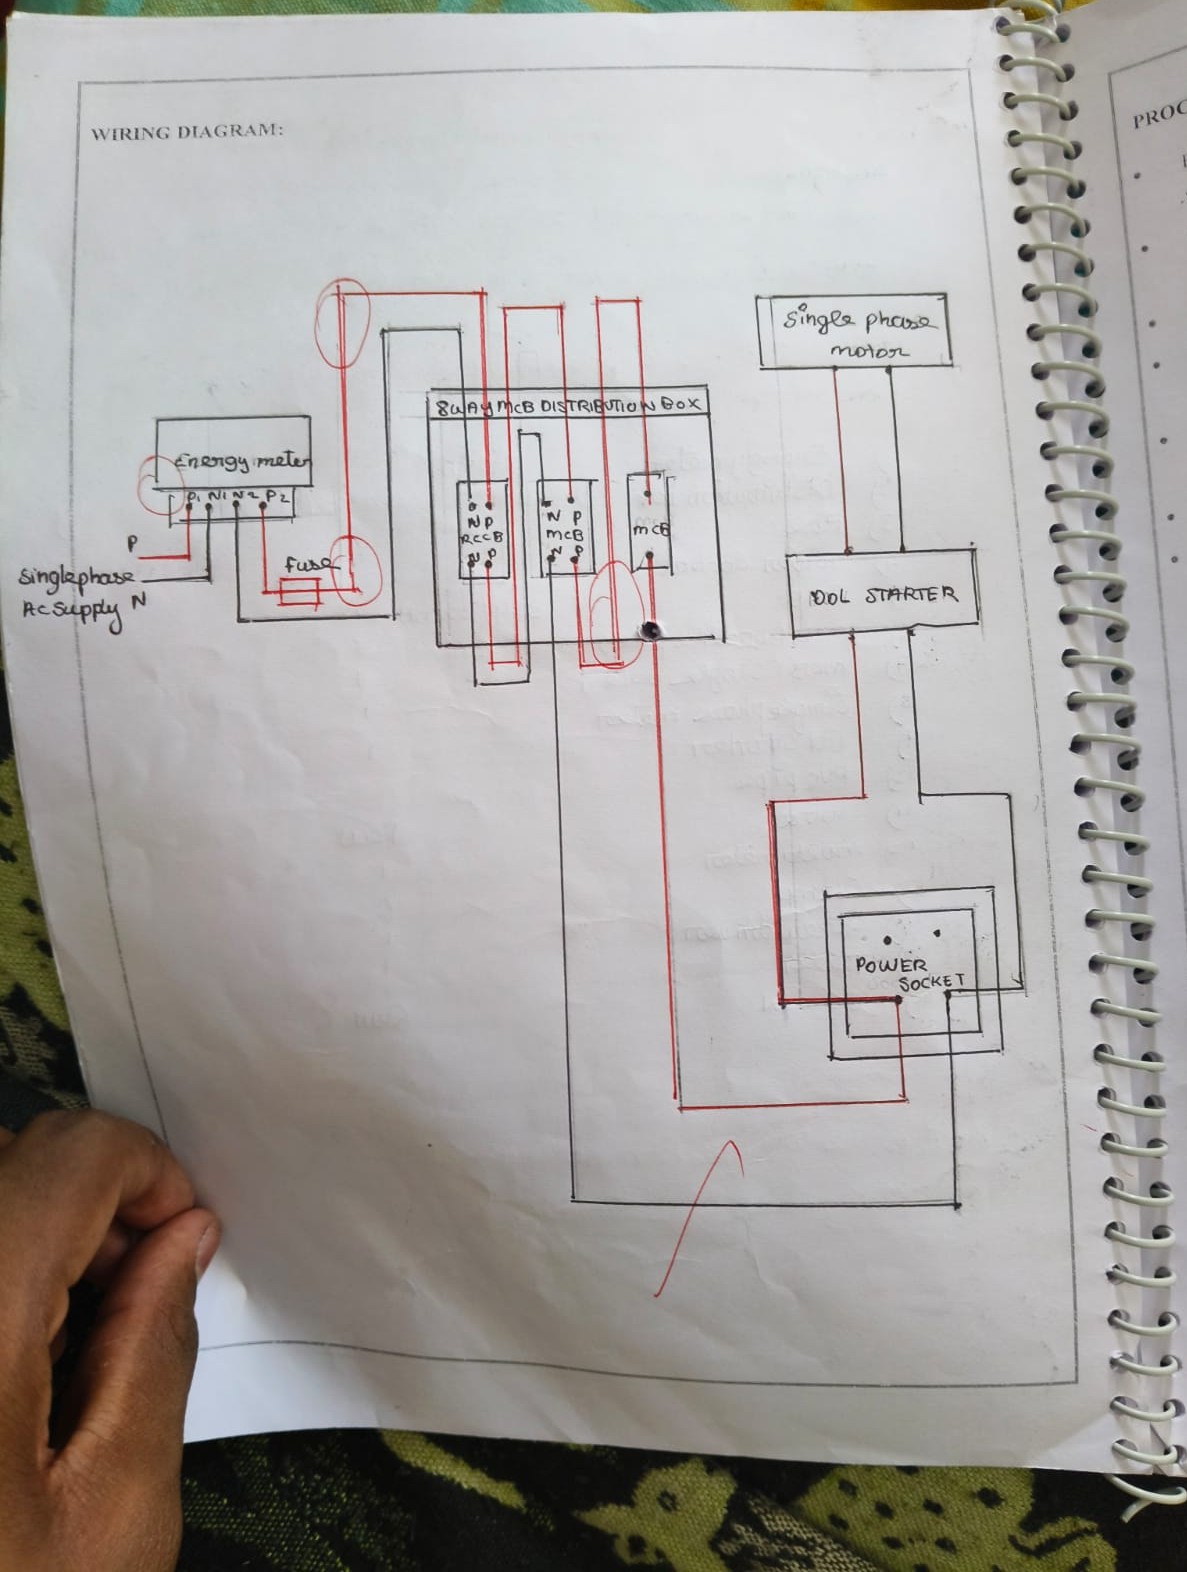 WIRING DIAGRAM:
PROC
Single phase
motor
8WAY MCB DISTRIBUTION BOX
Energy meter
P1 N1 N2 P2
N P
RCCB
N P
N P
MCB
N P
MCB
P
fuse
Singlephase
Ac Supply N
DOL STARTER
POWER
SOCKET